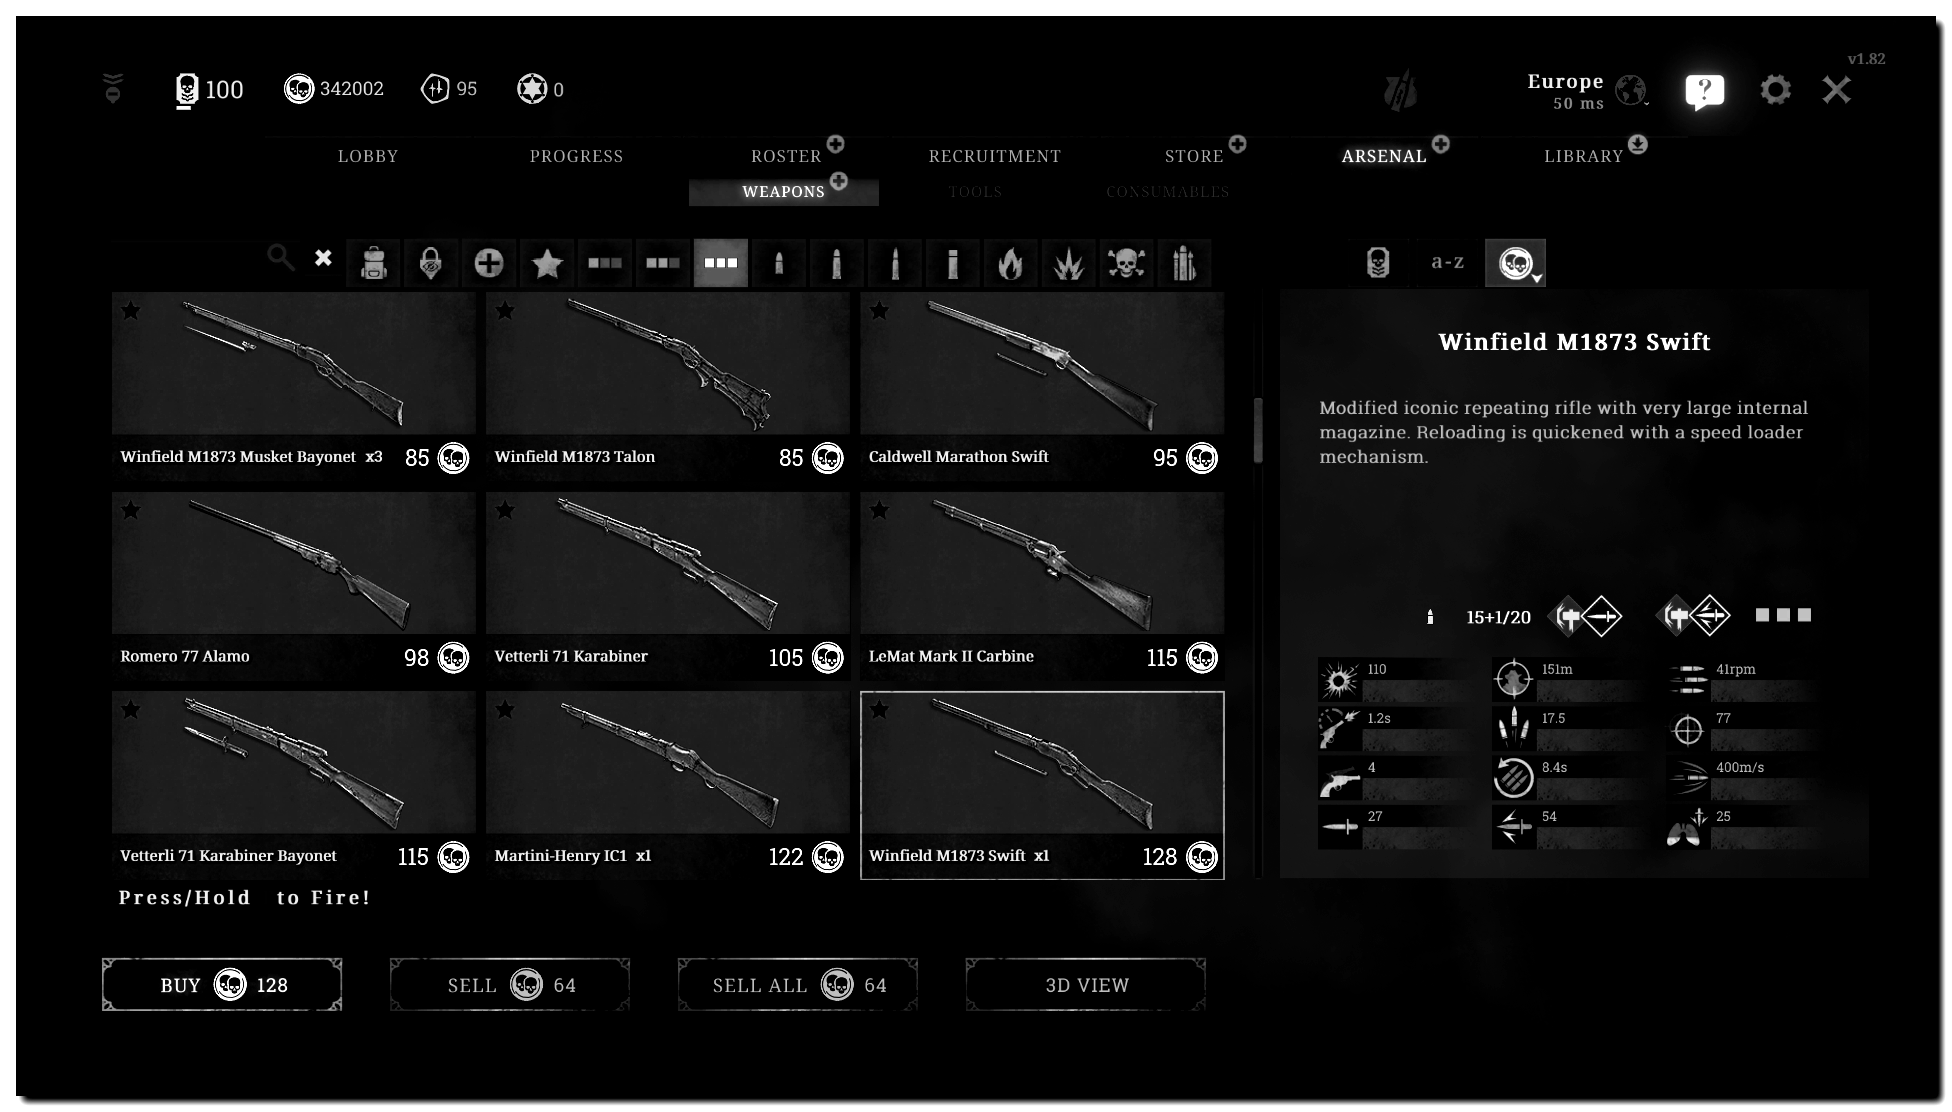 v1.82
100
342002
95
0
Europe
50 ms
?
LOBBY
PROGRESS
ROSTER
RECRUITMENT
STORE
ARSENAL
LIBRARY
WEAPONS
TOOLS
CONSUMABLES
a-z
Winfield M1873 Musket Bayonet x3 85
Winfield M1873 Talon 85
Caldwell Marathon Swift 95
Romero 77 Alamo 98
Vetterli 71 Karabiner 105
LeMat Mark II Carbine 115
Vetterli 71 Karabiner Bayonet 115
Martini-Henry IC1 x1 122
Winfield M1873 Swift x1 128
Winfield M1873 Swift
Modified iconic repeating rifle with very large internal
magazine. Reloading is quickened with a speed loader
mechanism.
15+1/20
110
151m
41rpm
1.2s
17.5
77
4
8.4s
400m/s
27
54
25
Press/Hold to Fire!
BUY 128
SELL 64
SELL ALL 64
3D VIEW